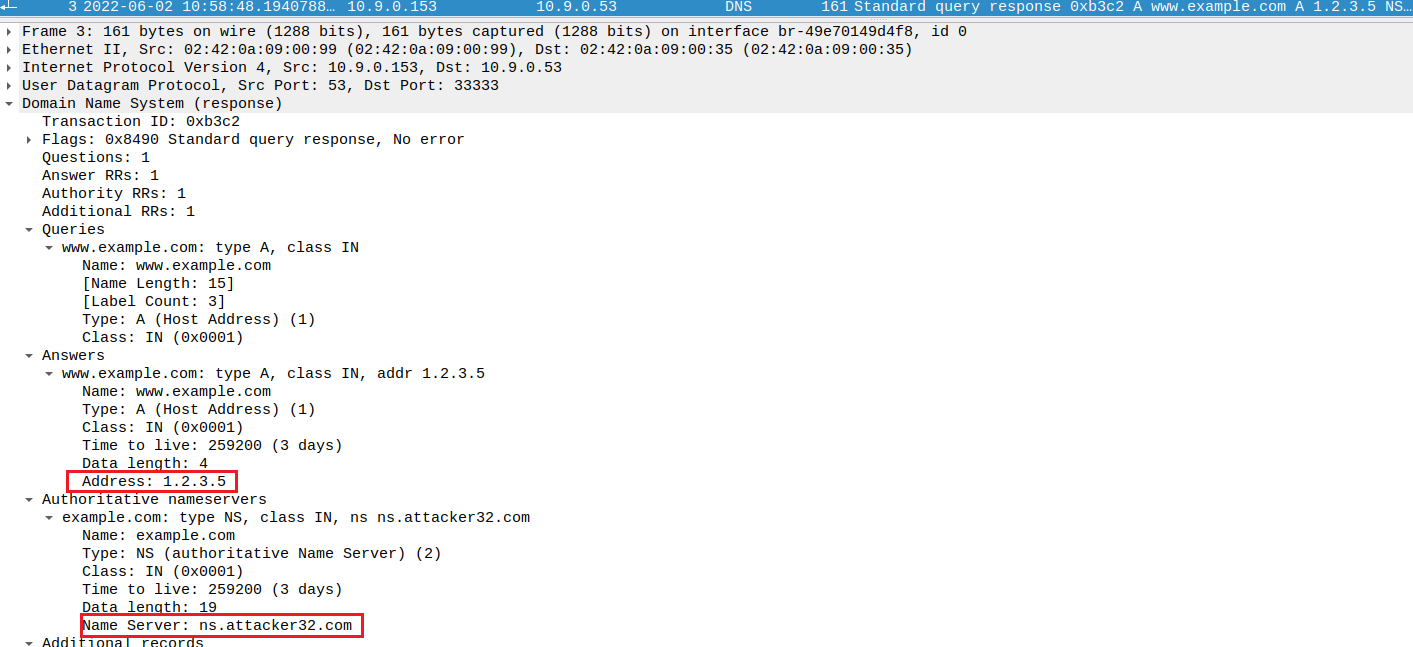 3 2022-06-02 10:58:48.1940788… 10.9.0.153 10.9.0.53 DNS 161 Standard query response 0xb3c2 A www.example.com A 1.2.3.5 NS…
Frame 3: 161 bytes on wire (1288 bits), 161 bytes captured (1288 bits) on interface br-49e70149d4f8, id 0
Ethernet II, Src: 02:42:0a:09:00:99 (02:42:0a:09:00:99), Dst: 02:42:0a:09:00:35 (02:42:0a:09:00:35)
Internet Protocol Version 4, Src: 10.9.0.153, Dst: 10.9.0.53
User Datagram Protocol, Src Port: 53, Dst Port: 33333
Domain Name System (response)
Transaction ID: 0xb3c2
Flags: 0x8490 Standard query response, No error
Questions: 1
Answer RRs: 1
Authority RRs: 1
Additional RRs: 1
Queries
www.example.com: type A, class IN
Name: www.example.com
[Name Length: 15]
[Label Count: 3]
Type: A (Host Address) (1)
Class: IN (0x0001)
Answers
www.example.com: type A, class IN, addr 1.2.3.5
Name: www.example.com
Type: A (Host Address) (1)
Class: IN (0x0001)
Time to live: 259200 (3 days)
Data length: 4
Address: 1.2.3.5
Authoritative nameservers
example.com: type NS, class IN, ns ns.attacker32.com
Name: example.com
Type: NS (authoritative Name Server) (2)
Class: IN (0x0001)
Time to live: 259200 (3 days)
Data length: 19
Name Server: ns.attacker32.com
Additional records